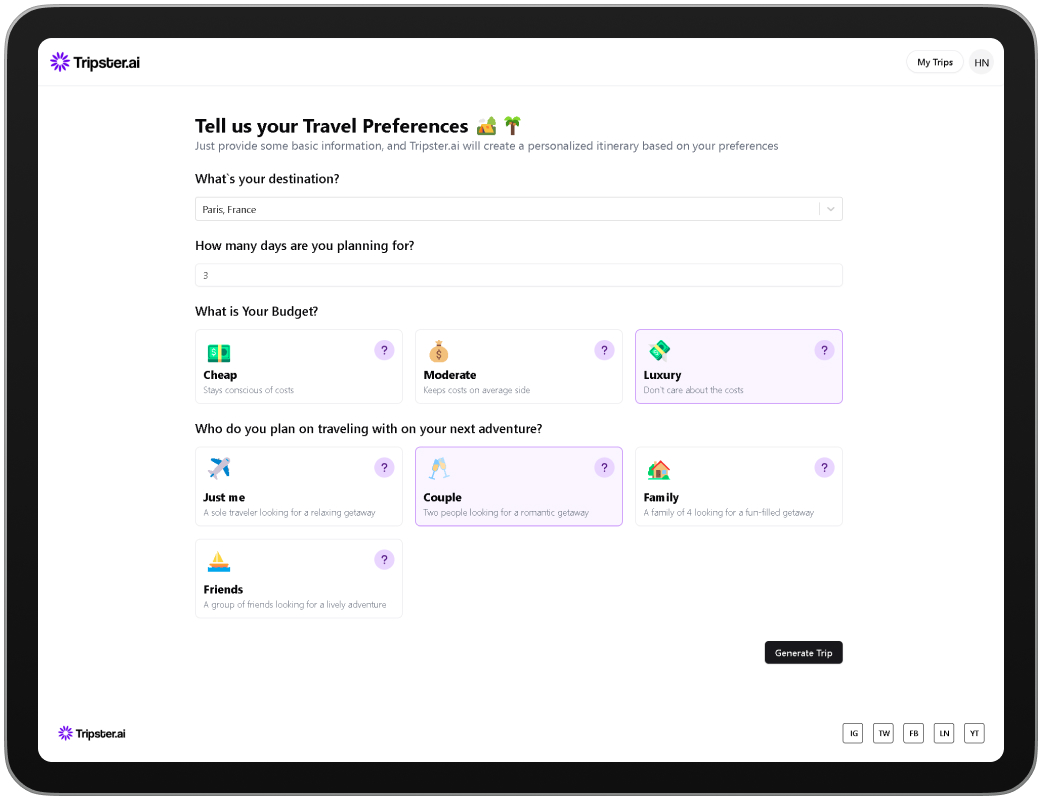 Tripster.ai
My Trips
HN
Tell us your Travel Preferences 🏕️ 🌴
Just provide some basic information, and Tripster.ai will create a personalized itinerary based on your preferences
What`s your destination?
Paris, France
How many days are you planning for?
3
What is Your Budget?
?
Cheap
Stays conscious of costs
?
Moderate
Keeps costs on average side
?
Luxury
Don't care about the costs
Who do you plan on traveling with on your next adventure?
?
Just me
A sole traveler looking for a relaxing getaway
?
Couple
Two people looking for a romantic getaway
?
Family
A family of 4 looking for a fun-filled getaway
?
Friends
A group of friends looking for a lively adventure
Generate Trip
Tripster.ai
IG
TW
FB
LN
YT